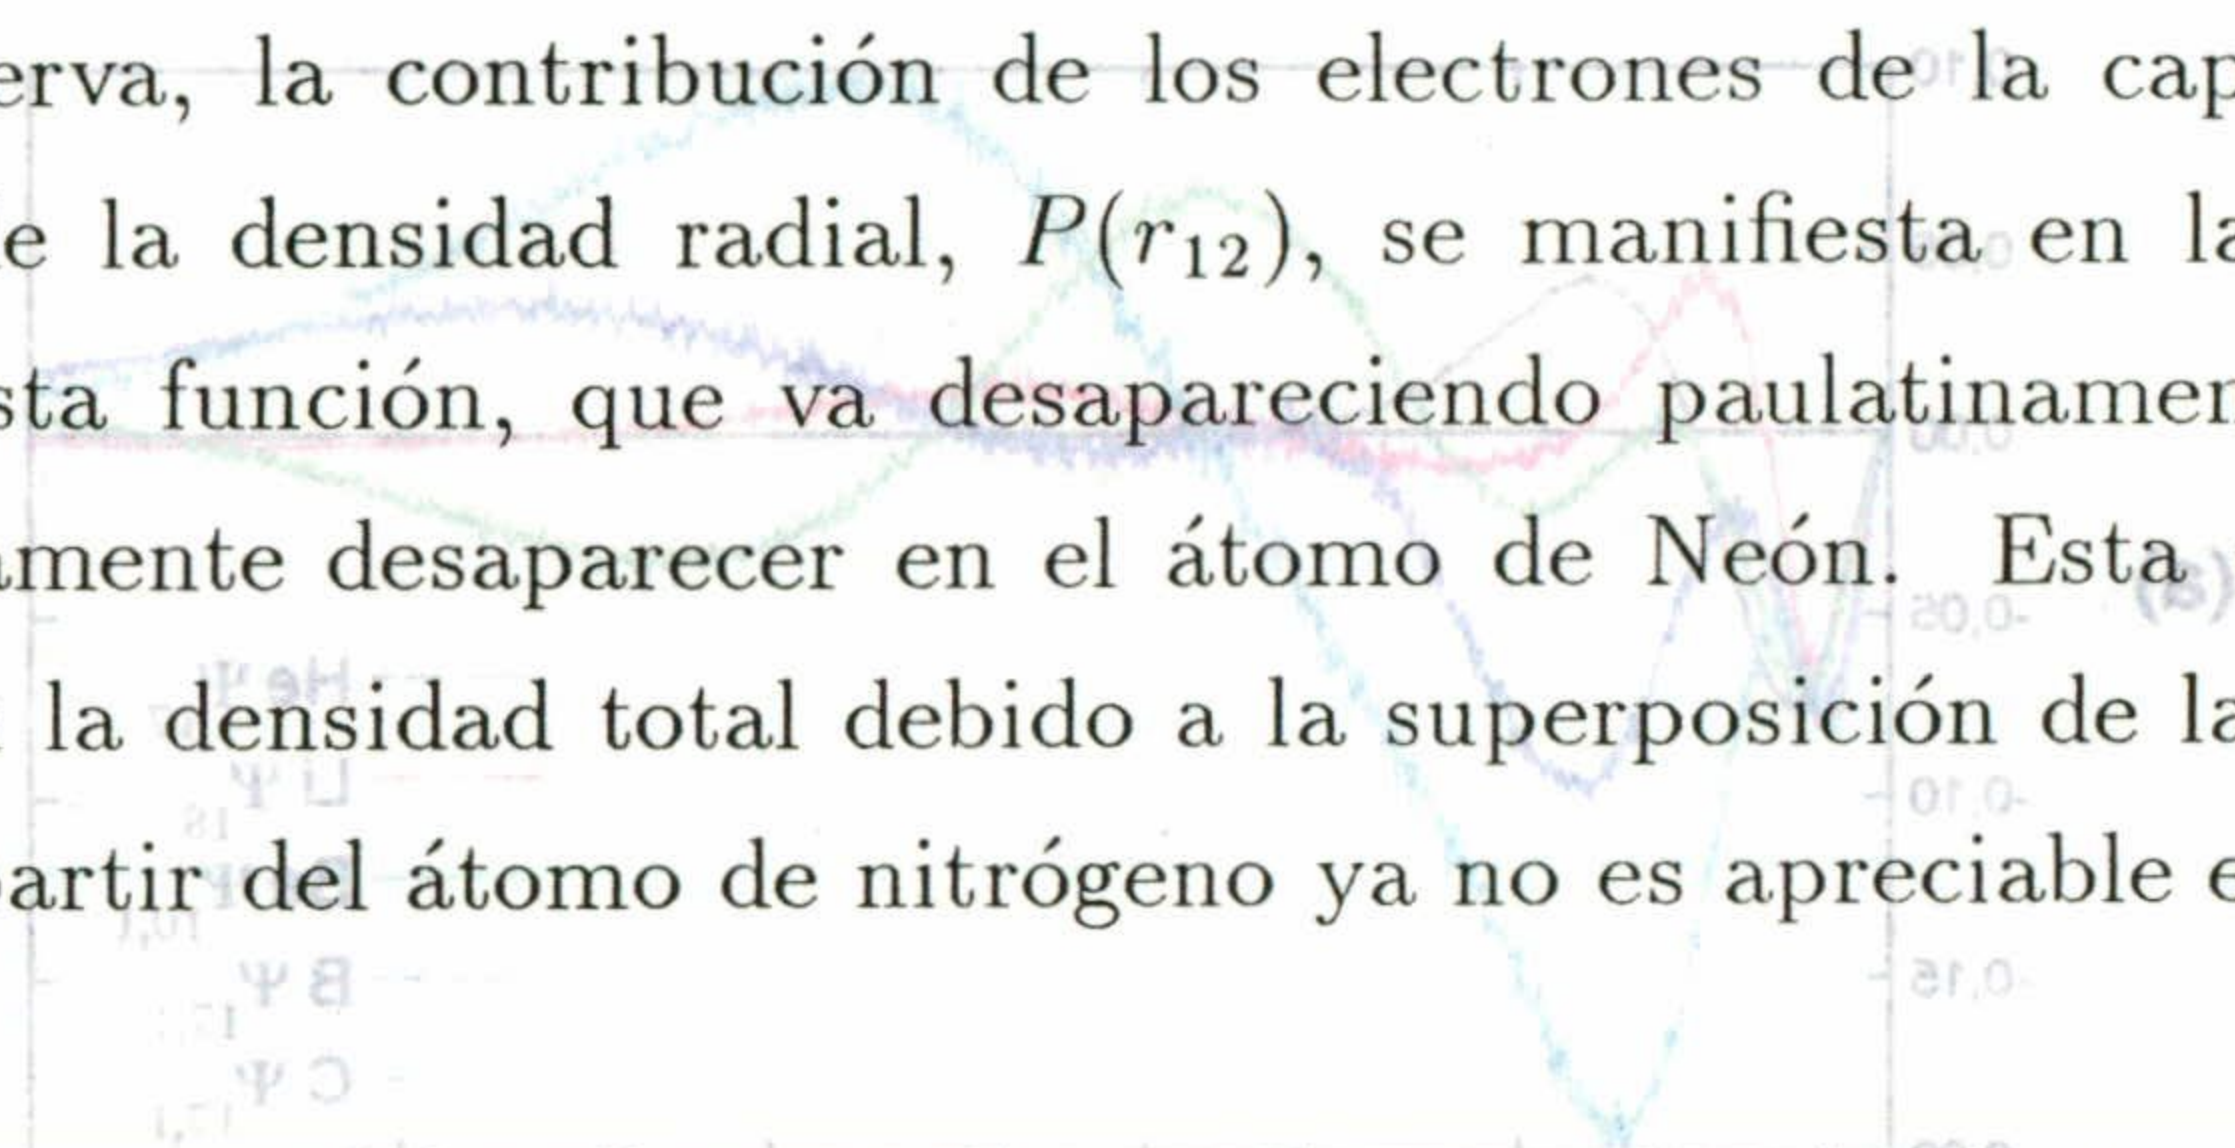 erva, la contribución de los electrones de la cap
e la densidad radial, P(r₁₂), se manifiesta en la
sta función, que va desapareciendo paulatinamen
amente desaparecer en el átomo de Neón. Esta
la densidad total debido a la superposición de la
partir del átomo de nitrógeno ya no es apreciable e